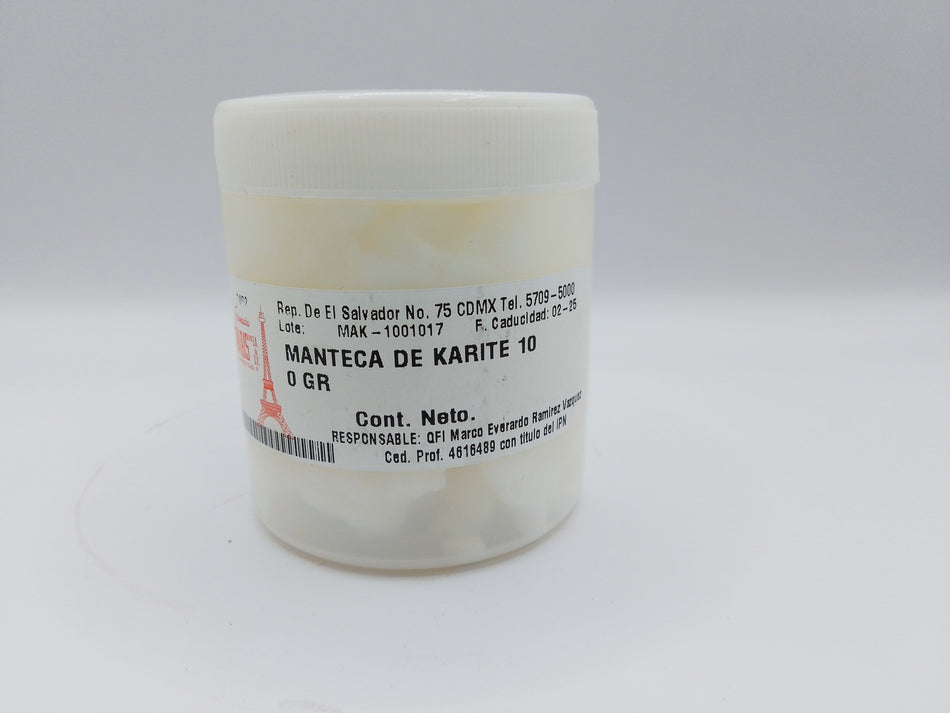 Rep. De El Salvador No. 75 CDMX Tel. 5709-5000
Lote: MAK-1001017 F. Caducidad: 02-25
MANTECA DE KARITE 10
0 GR
Cont. Neto.
RESPONSABLE: QFI Marco Everardo Ramirez Vazquez
Ced. Prof. 4616489 con titulo del IPN